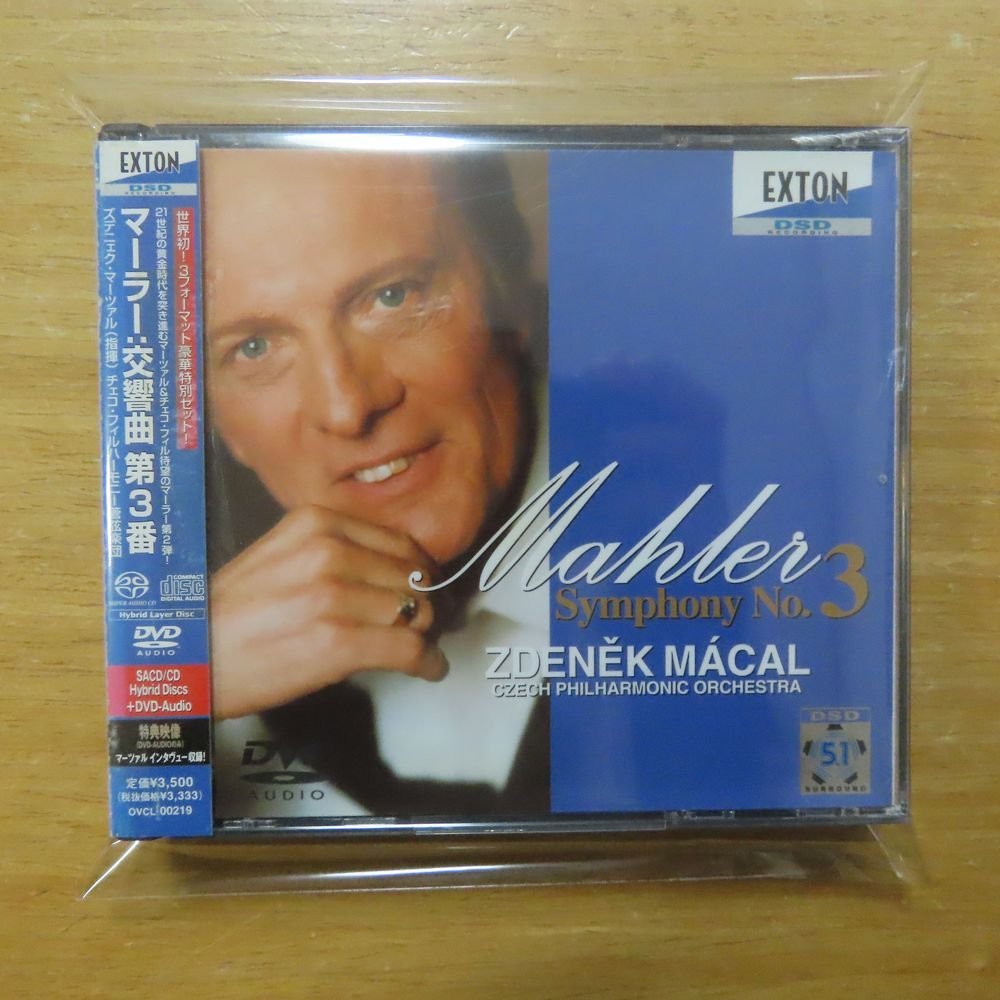 EXTON
DSD
RECORDING
世界初！3フォーマット豪華特別セット！
21世紀の黄金時代を突き進むマーツァル&チェコ・フィル待望のマーラー第2弾！
マーラー：交響曲 第3番
ズデニェク・マーツァル（指揮） チェコ・フィルハーモニー管弦楽団
SUPER AUDIO CD
COMPACT
disc
DIGITAL AUDIO
Hybrid Layer Disc
DVD
AUDIO
SACD/CD
Hybrid Discs
+DVD-Audio
特典映像
(DVD-AUDIOのみ)
マーツァル インタヴュー収録！
定価¥3,500
(税抜価格¥3,333)
OVCL-00219
EXTON
DSD
RECORDING
Mahler
Symphony No. 3
ZDENĚK MÁCAL
CZECH PHILHARMONIC ORCHESTRA
DVD
AUDIO
DSD
5.1
SURROUND